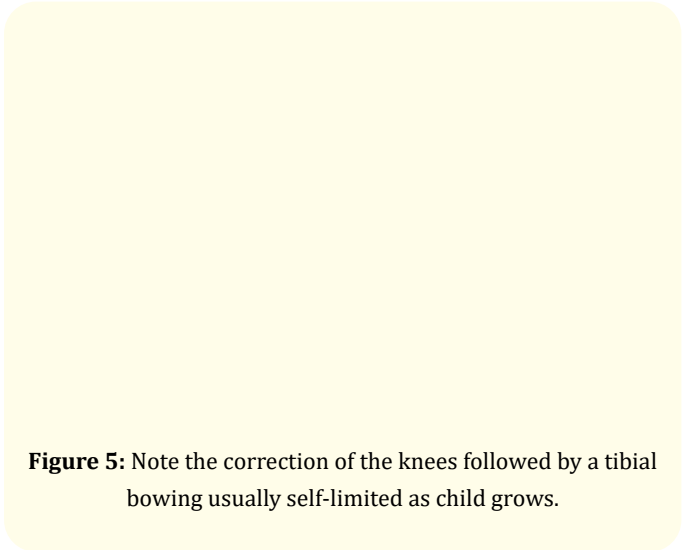 Figure 5: Note the correction of the knees followed by a tibial
bowing usually self-limited as child grows.